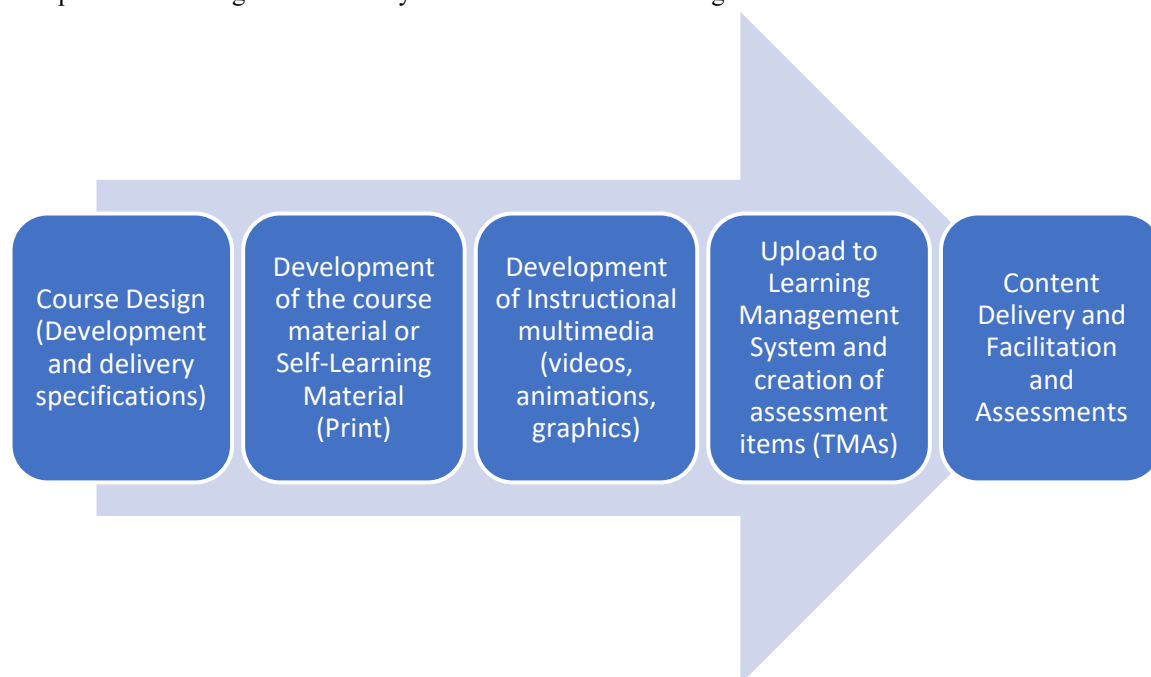 Course Design
(Development
and delivery
specifications)
Development
of the course
material or
Self-Learning
Material
(Print)
Development
of Instructional
multimedia
(videos,
animations,
graphics)
Upload to
Learning
Management
System and
creation of
assessment
items (TMAs)
Content
Delivery and
Facilitation
and
Assessments